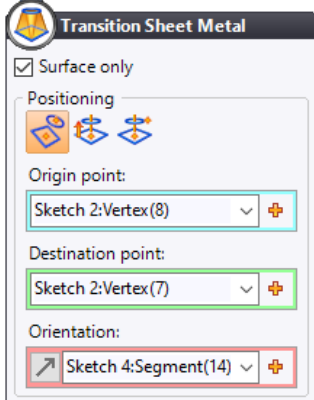 Transition Sheet Metal
Surface only
Positioning
Origin point:
Sketch 2:Vertex(8)
Destination point:
Sketch 2:Vertex(7)
Orientation:
Sketch 4:Segment(14)